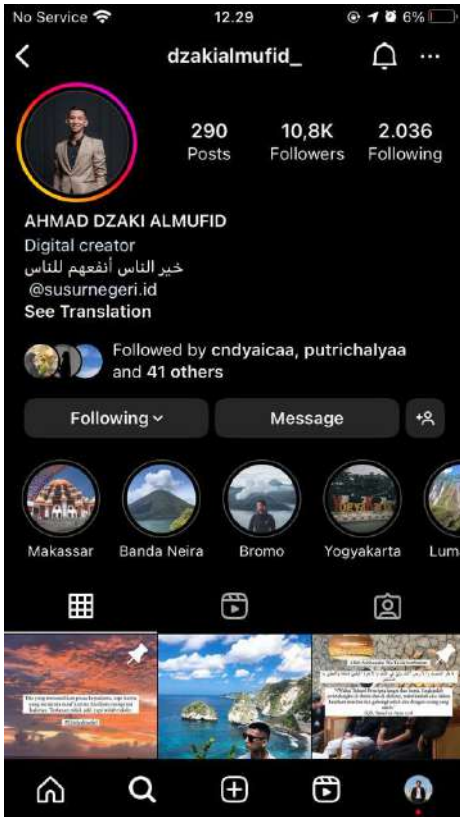 No Service 12.29 6%
dzakialmufid_
290 10,8K 2.036
Posts Followers Following
AHMAD DZAKI ALMUFID
Digital creator
خير الناس أنفعهم للناس
@susurnegeri.id
See Translation
Followed by cndyaicaa, putrichalyaa
and 41 others
Following Message
Makassar Banda Neira Bromo Yogyakarta Lum